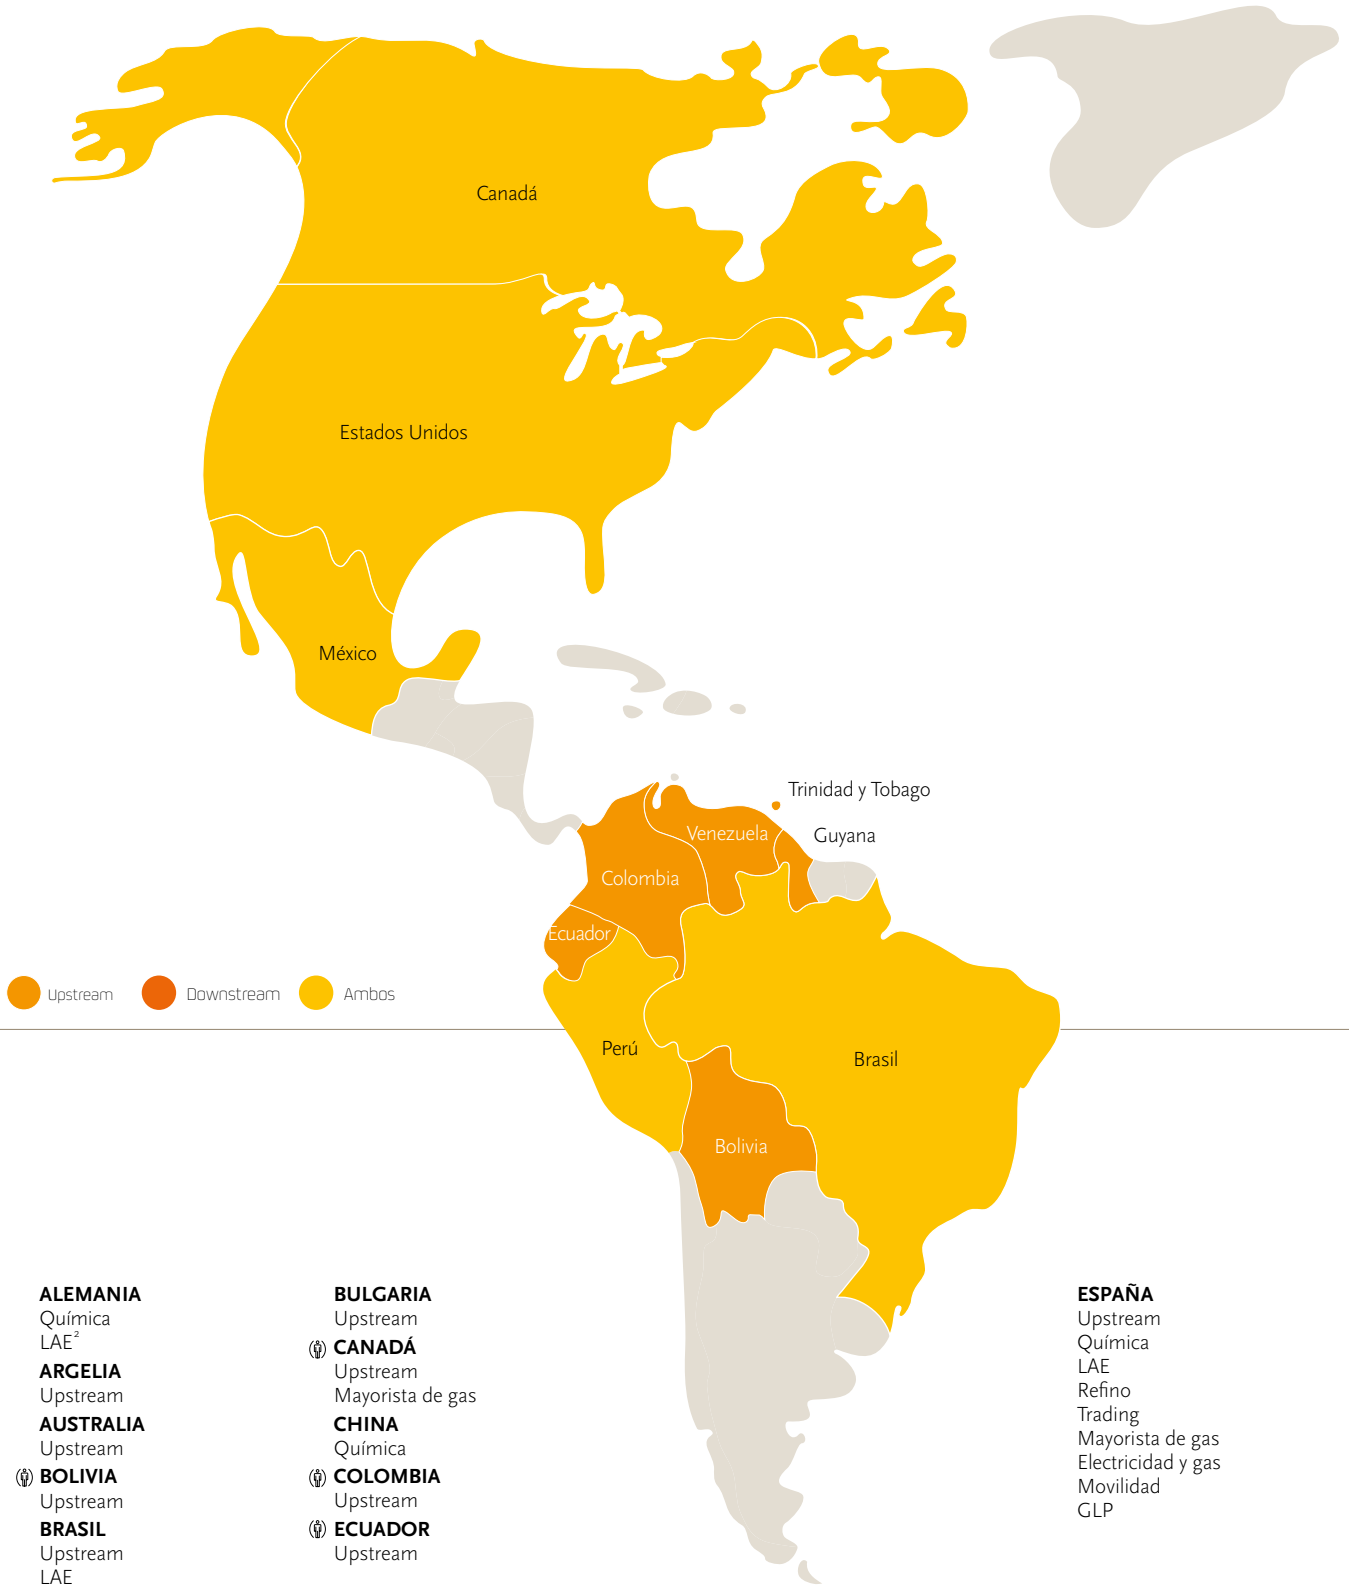 Canadá
Estados Unidos
México
Trinidad y Tobago
Venezuela
Guyana
Colombia
Ecuador
Upstream
Downstream
Ambos
Perú
Brasil
Bolivia
ALEMANIA
Química
LAE²
ARGELIA
Upstream
AUSTRALIA
Upstream
BOLIVIA
Upstream
BRASIL
Upstream
LAE
BULGARIA
Upstream
CANADÁ
Upstream
Mayorista de gas
CHINA
Química
COLOMBIA
Upstream
ECUADOR
Upstream
ESPAÑA
Upstream
Química
LAE
Refino
Trading
Mayorista de gas
Electricidad y gas
Movilidad
GLP